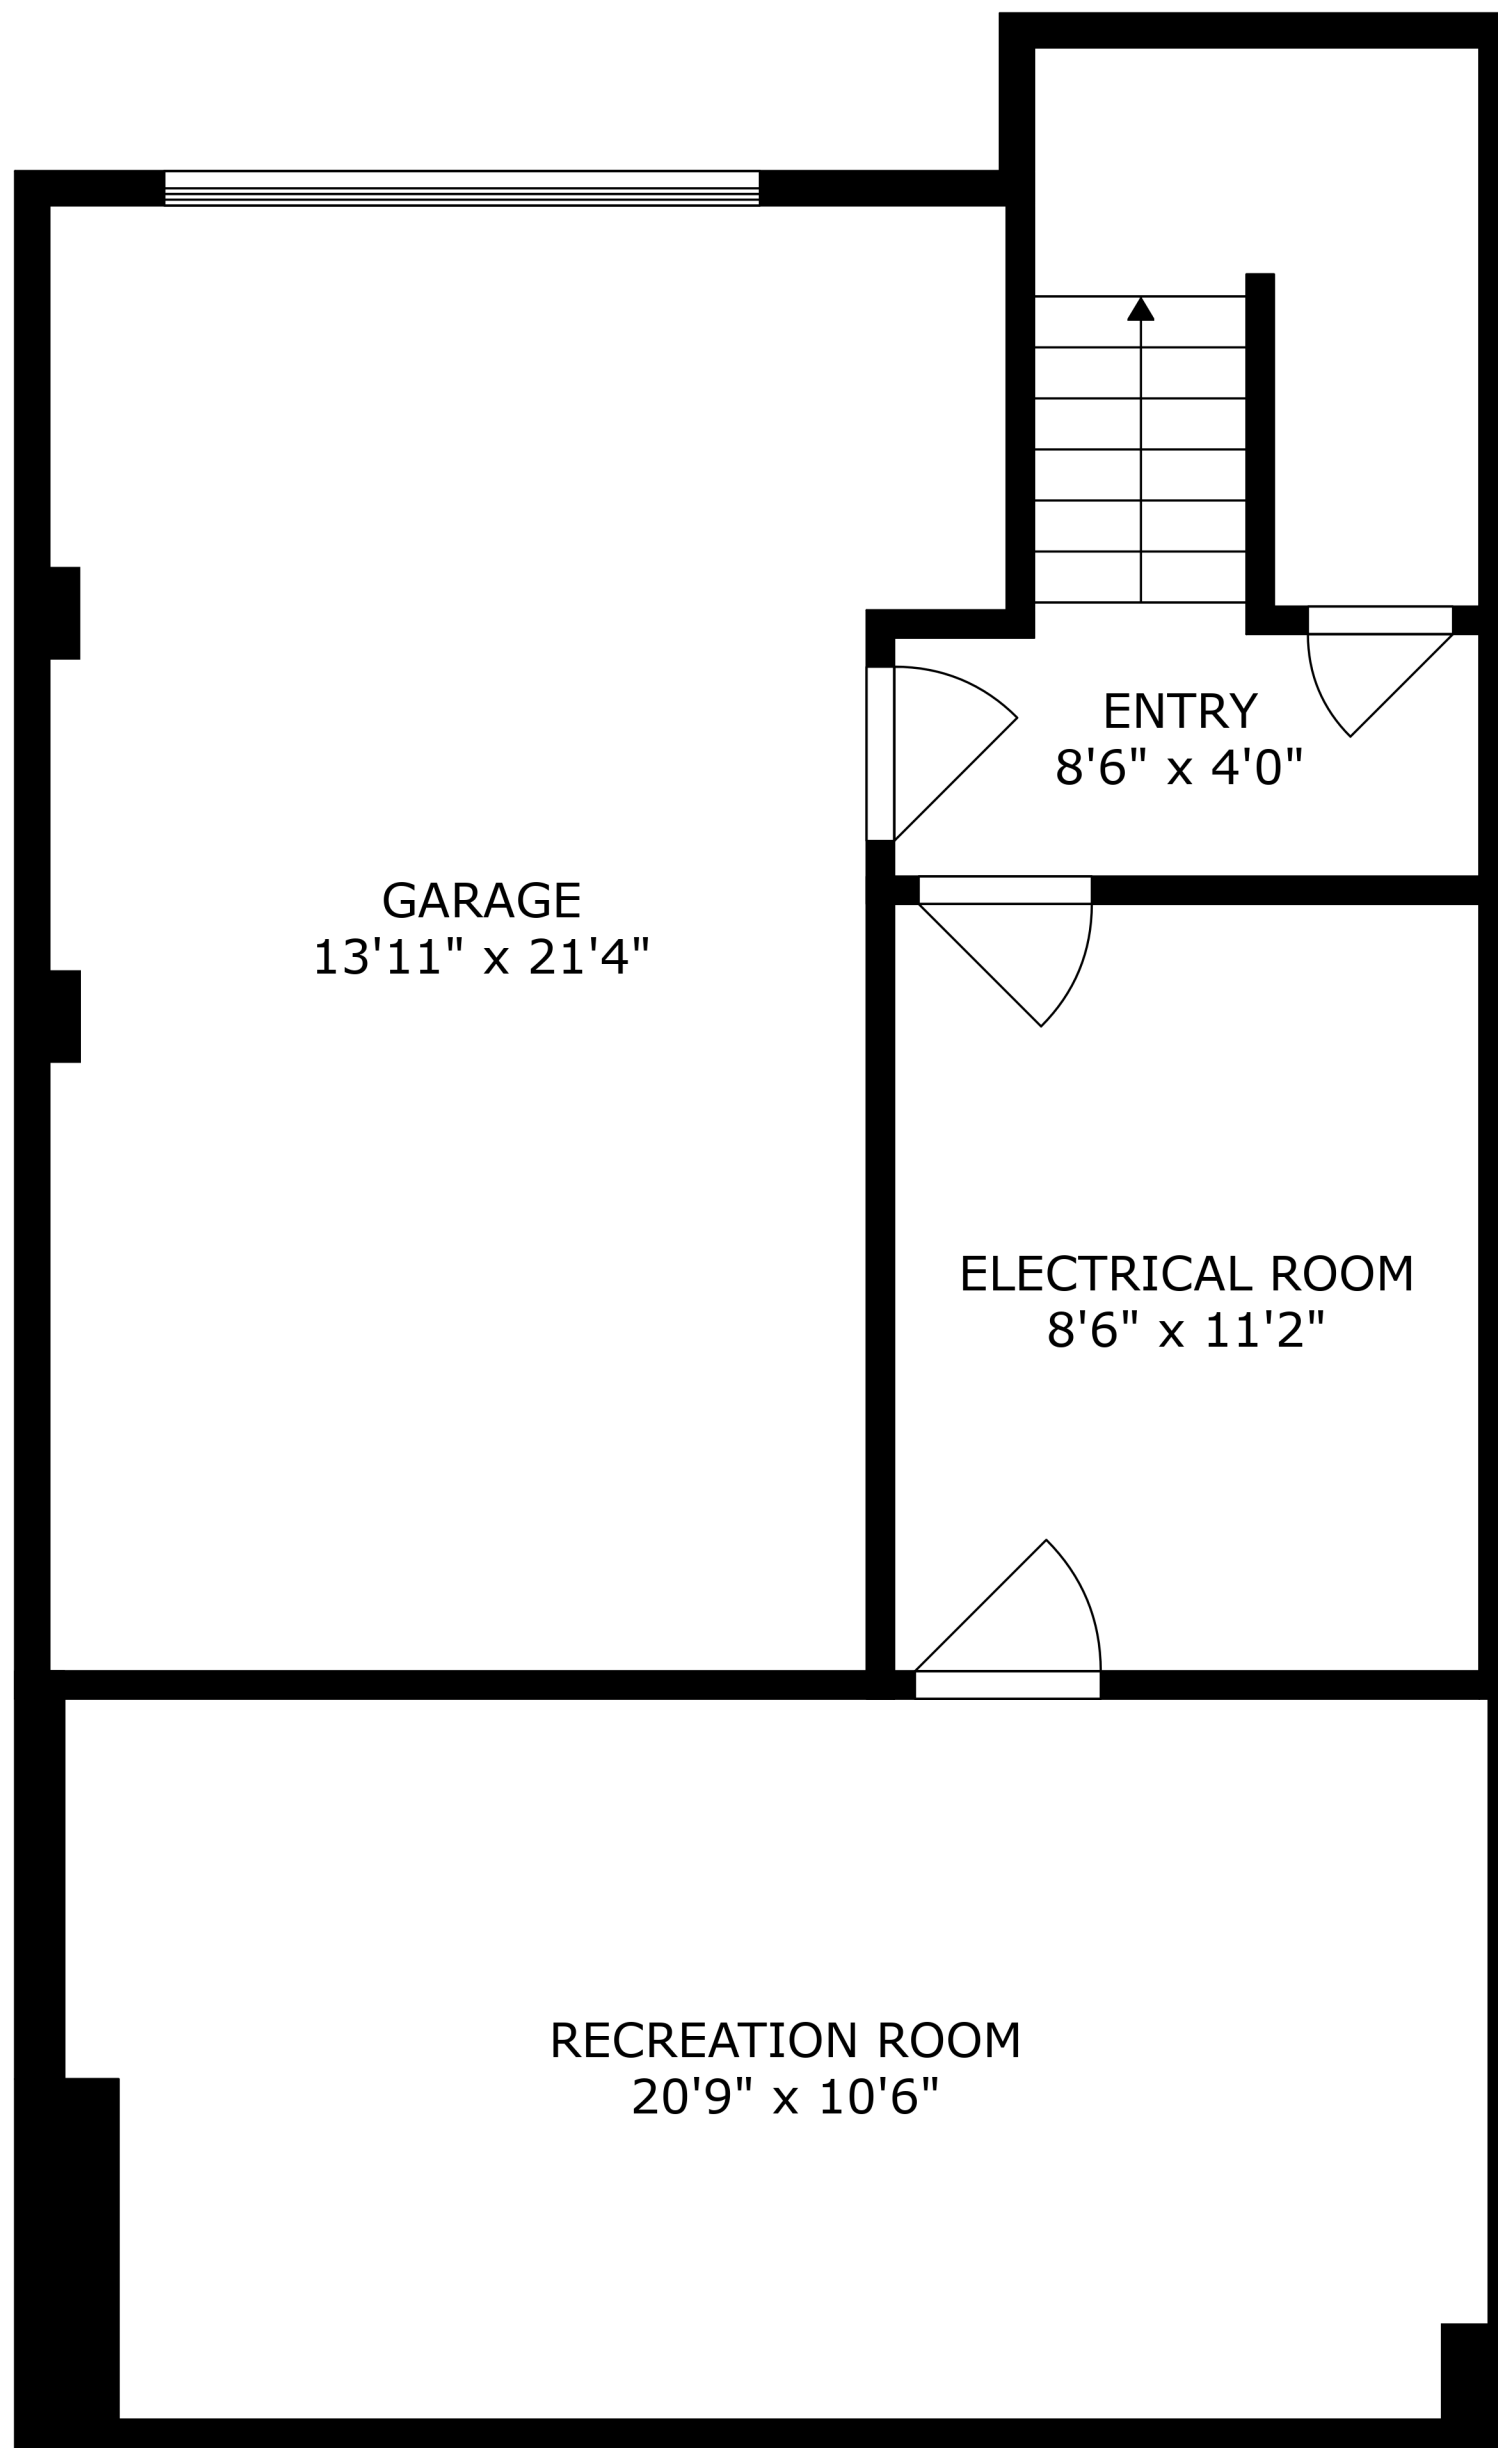 ENTRY
8'6" x 4'0"
GARAGE
13'11" x 21'4"
ELECTRICAL ROOM
8'6" x 11'2"
RECREATION ROOM
20'9" x 10'6"